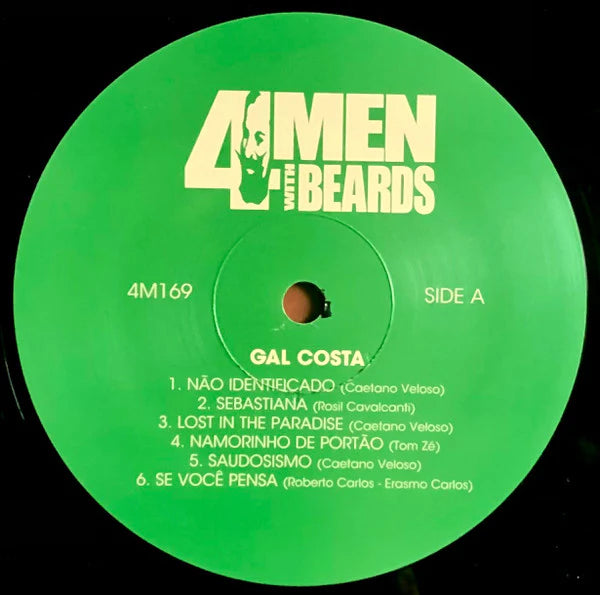 4 MEN
WITH BEARDS
4M169
SIDE A
GAL COSTA
1. NÃO IDENTIFICADO (Caetano Veloso)
2. SEBASTIANA (Rosil Cavalcanti)
3. LOST IN THE PARADISE (Caetano Veloso)
4. NAMORINHO DE PORTÃO (Tom Zé)
5. SAUDOSISMO (Caetano Veloso)
6. SE VOCÊ PENSA (Roberto Carlos - Erasmo Carlos)